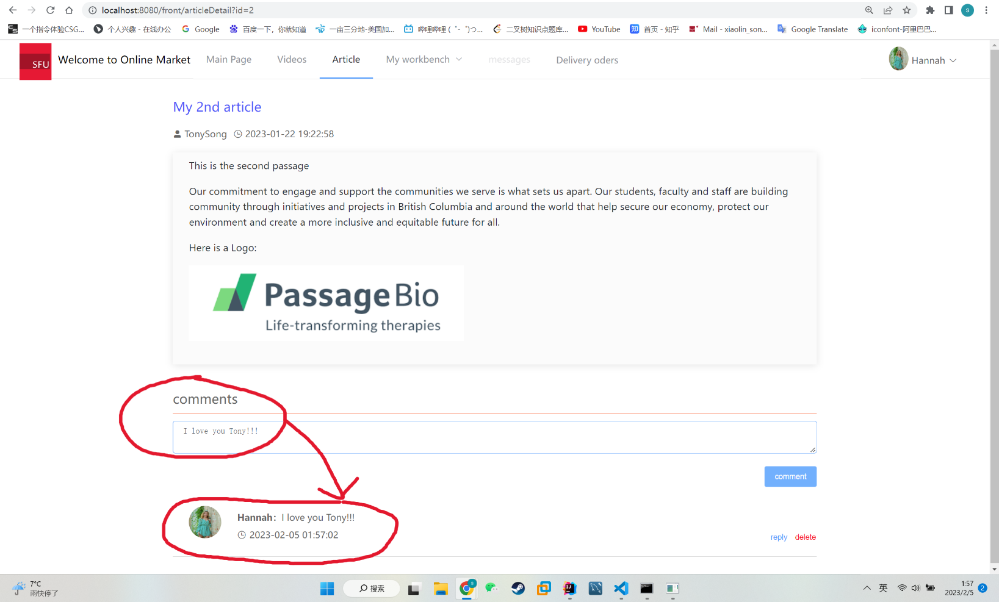 localhost:8080/front/articleDetail?id=2
一个指令体验CSG... 个人兴趣 - 在线办公 Google 百度一下，你就知道 一亩三分地-美国加... 哔哩哔哩 (゜-゜)つ... 二叉树知识点题库... YouTube 首页 - 知乎 Mail - xiaolin_son... Google Translate iconfont-阿里巴巴...
SFU Welcome to Online Market Main Page Videos Article My workbench messages Delivery oders Hannah
My 2nd article
TonySong 2023-01-22 19:22:58
This is the second passage
Our commitment to engage and support the communities we serve is what sets us apart. Our students, faculty and staff are building
community through initiatives and projects in British Columbia and around the world that help secure our economy, protect our
environment and create a more inclusive and equitable future for all.
Here is a Logo:
Passage Bio
Life-transforming therapies
comments
I love you Tony!!!
comment
Hannah: I love you Tony!!!
2023-02-05 01:57:02
reply delete
7°C
雨快停了
搜索
英
1:57
2023/2/5
2